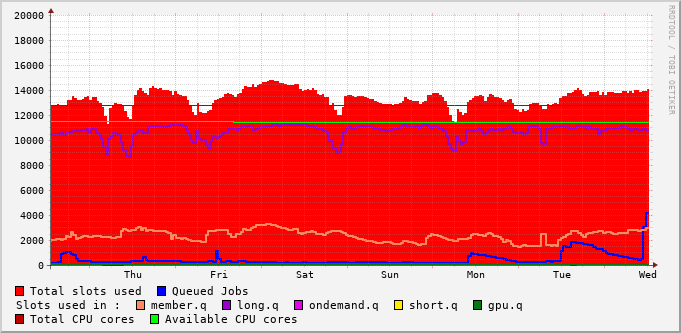 20000
18000
16000
14000
12000
10000
8000
6000
4000
2000
0
Thu Fri Sat Sun Mon Tue Wed
RRDTOOL / TOBI OETIKER
Total slots used Queued Jobs
Slots used in : member.q long.q ondemand.q short.q gpu.q
Total CPU cores Available CPU cores